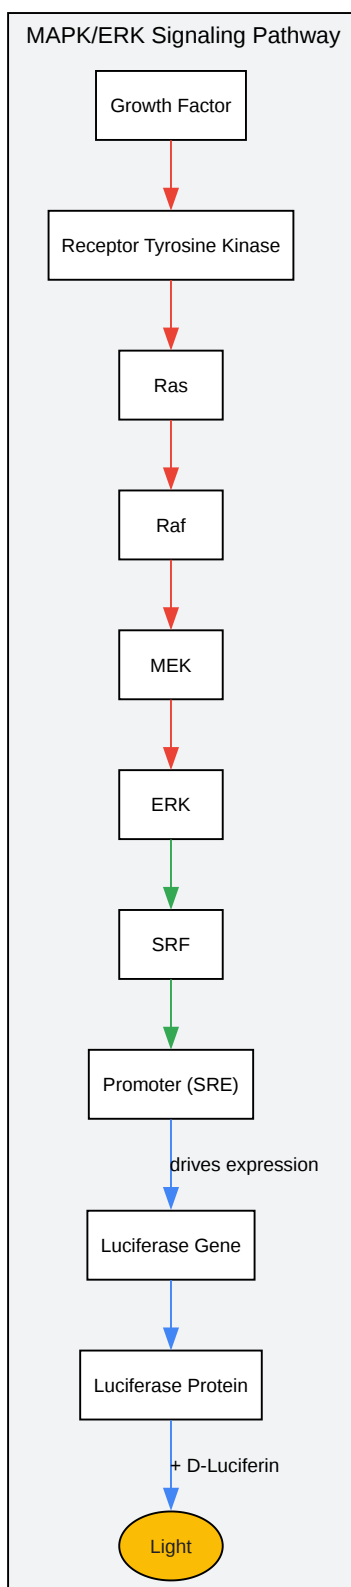 MAPK/ERK Signaling Pathway
Growth Factor
Receptor Tyrosine Kinase
Ras
Raf
MEK
ERK
SRF
Promoter (SRE)
drives expression
Luciferase Gene
Luciferase Protein
+ D-Luciferin
Light